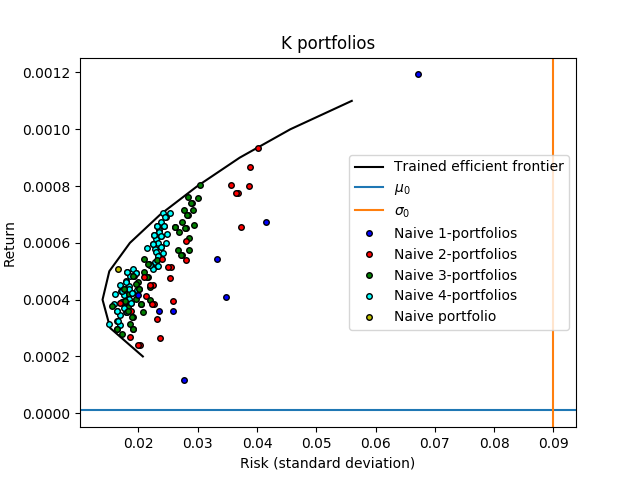 K portfolios
Return
0.0012
0.0010
0.0008
0.0006
0.0004
0.0002
0.0000
Trained efficient frontier
μ0
σ0
Naive 1-portfolios
Naive 2-portfolios
Naive 3-portfolios
Naive 4-portfolios
Naive portfolio
0.02 0.03 0.04 0.05 0.06 0.07 0.08 0.09
Risk (standard deviation)